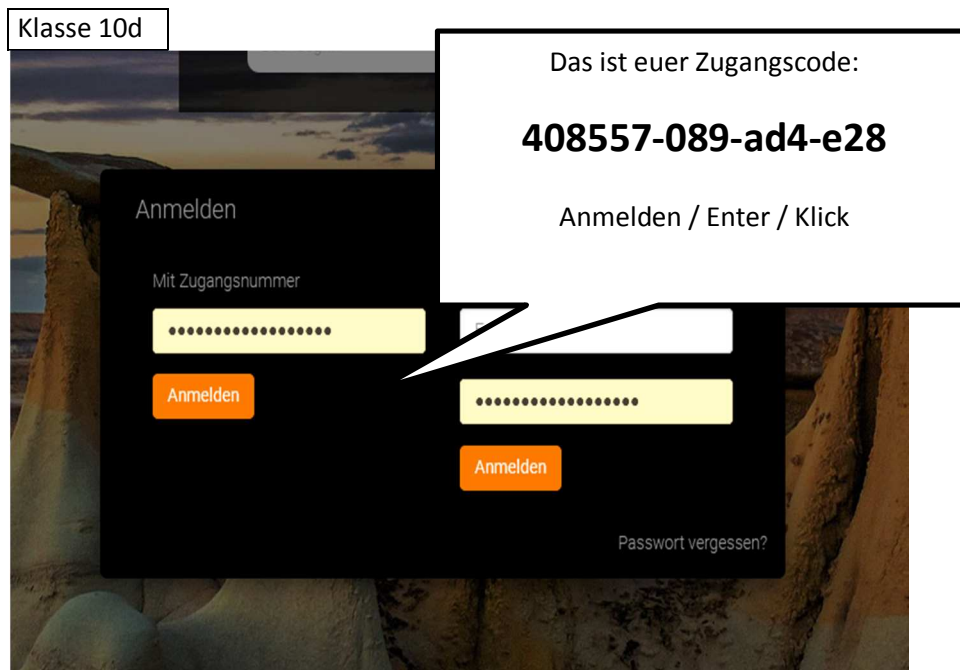 Klasse 10d
Das ist euer Zugangscode:
408557-089-ad4-e28
Anmelden / Enter / Klick
Anmelden
Mit Zugangsnummer
••••••••••••••••••
Anmelden
••••••••••••••••••
Anmelden
Passwort vergessen?